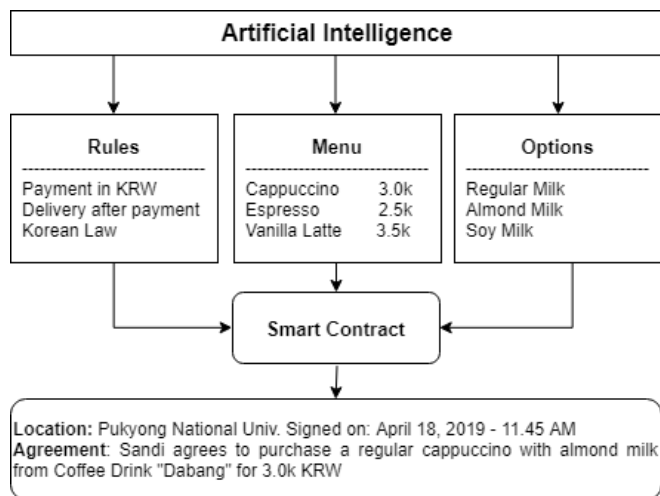 Artificial Intelligence
Rules
Payment in KRW
Delivery after payment
Korean Law
Menu
Cappuccino 3.0k
Espresso 2.5k
Vanilla Latte 3.5k
Options
Regular Milk
Almond Milk
Soy Milk
Smart Contract
Location: Pukyong National Univ. Signed on: April 18, 2019 - 11.45 AM
Agreement: Sandi agrees to purchase a regular cappuccino with almond milk
from Coffee Drink "Dabang" for 3.0k KRW